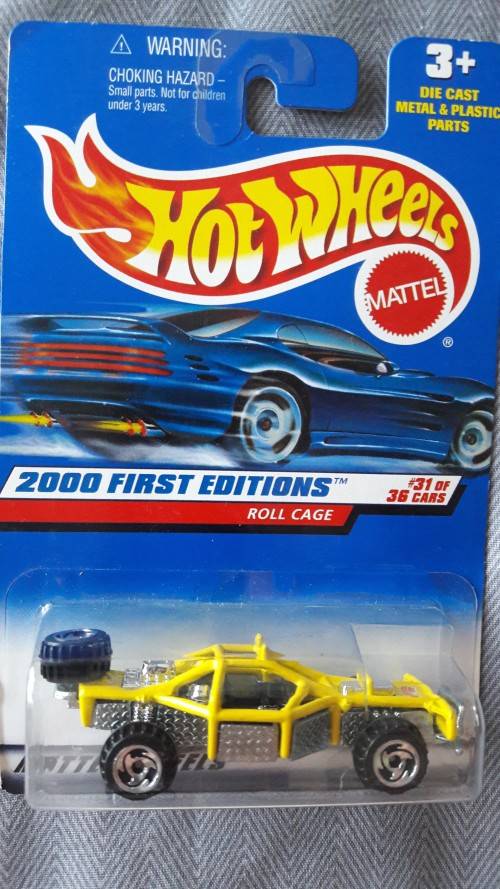 ⚠ WARNING:
CHOKING HAZARD –
Small parts. Not for children
under 3 years.
3+
DIE CAST
METAL & PLASTIC
PARTS
HOT WHEELS
MATTEL
®
2000 FIRST EDITIONS™
#31 OF
36 CARS
ROLL CAGE